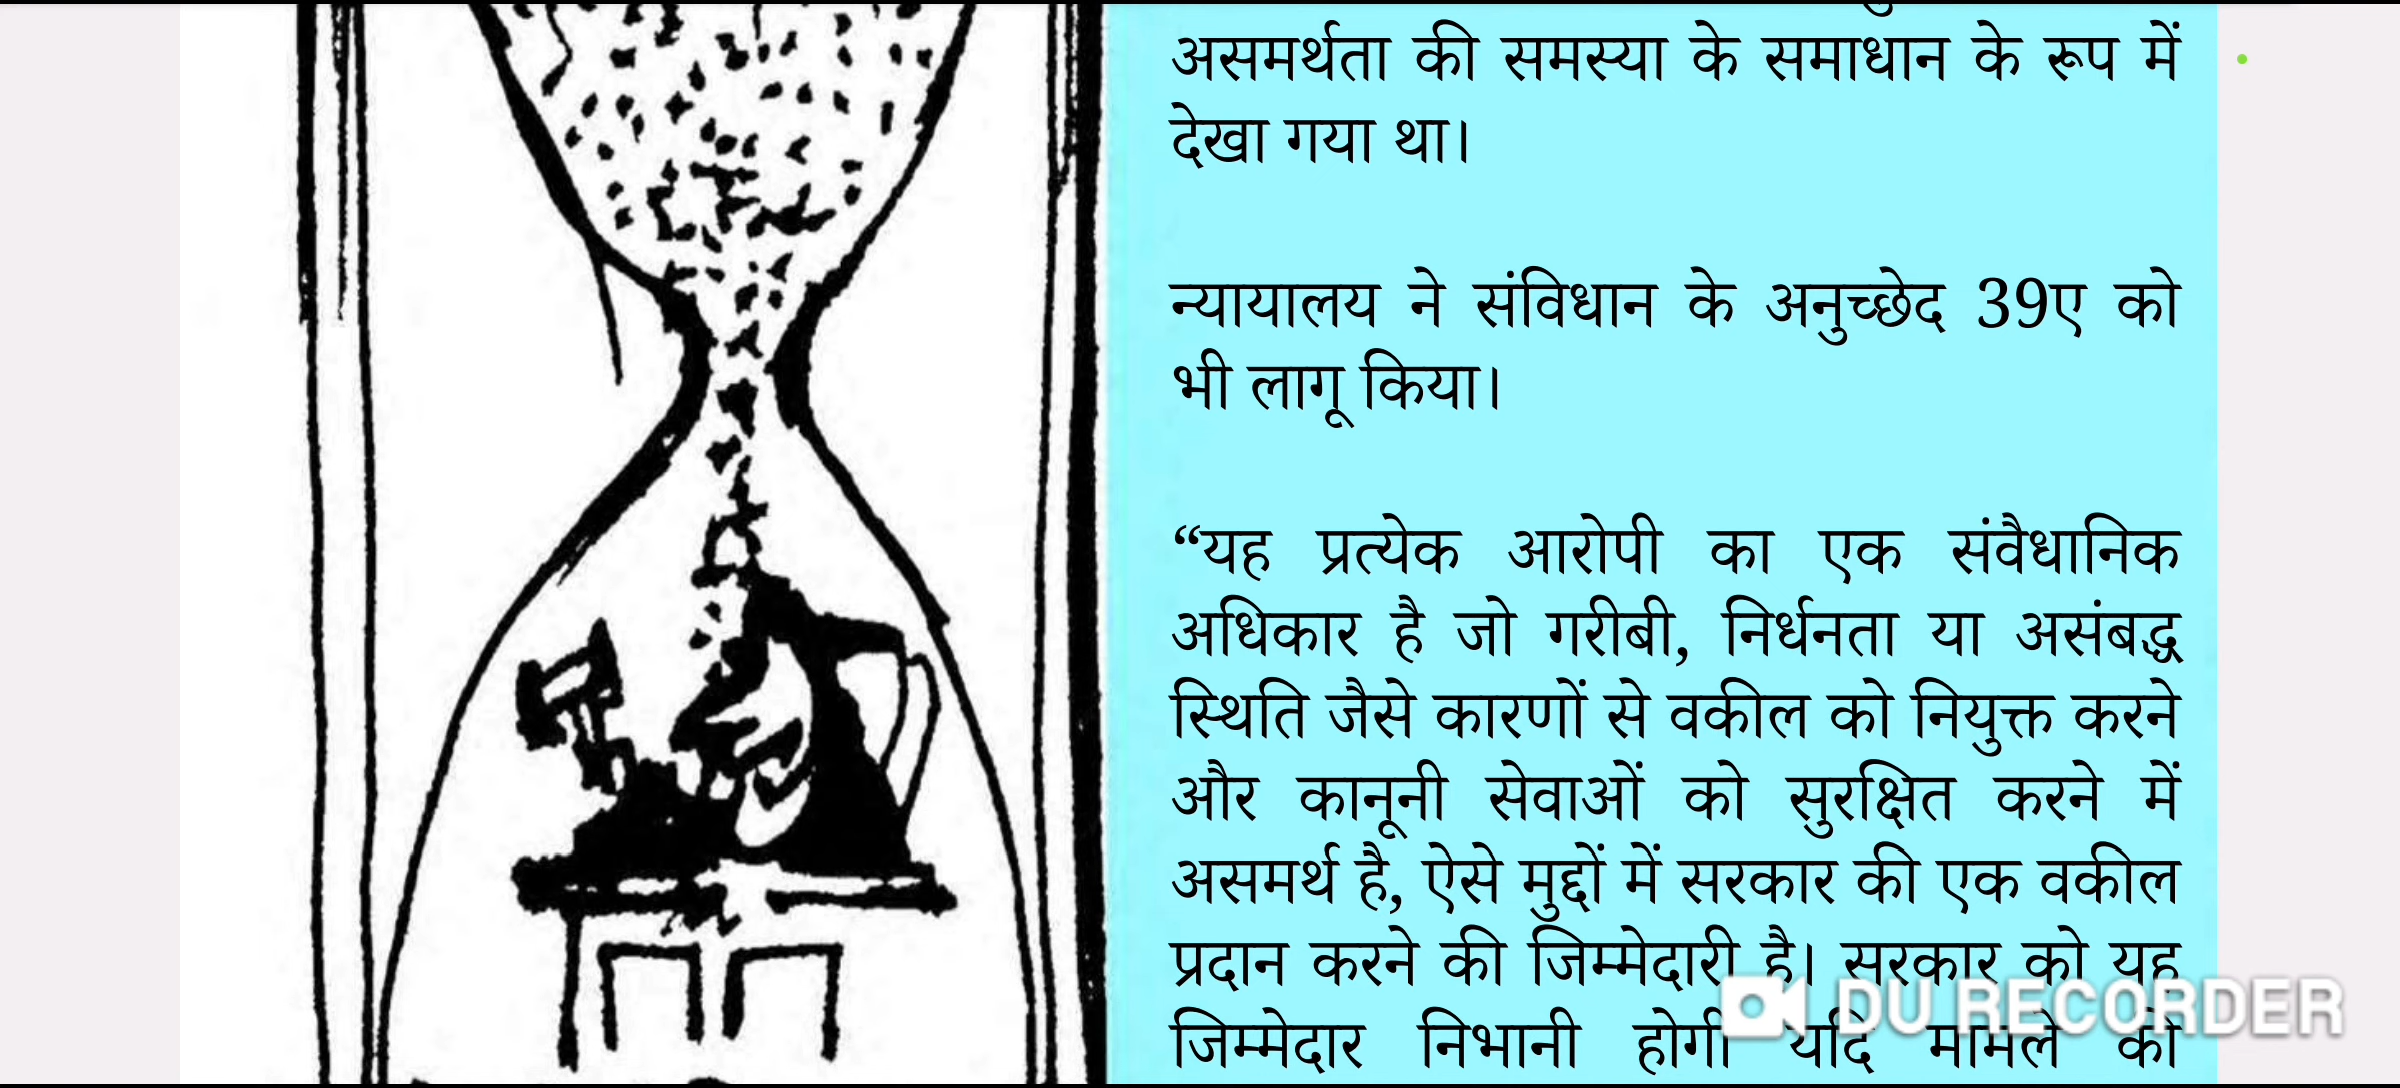 असमर्थता की समस्या के समाधान के रूप में
देखा गया था।
न्यायालय ने संविधान के अनुच्छेद 39ए को
भी लागू किया।
“यह प्रत्येक आरोपी का एक संवैधानिक
अधिकार है जो गरीबी, निर्धनता या असंबद्ध
स्थिति जैसे कारणों से वकील को नियुक्त करने
और कानूनी सेवाओं को सुरक्षित करने में
असमर्थ है, ऐसे मुद्दों में सरकार की एक वकील
प्रदान करने की जिम्मेदारी है। सरकार को यह
जिम्मेदार निभानी होगी यदि मामले की
DU RECORDER